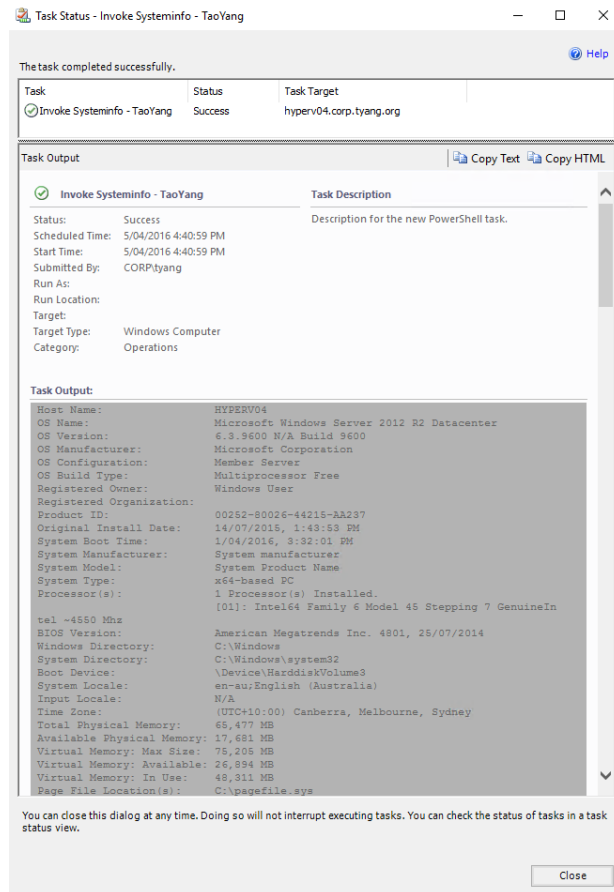 Task Status - Invoke Systeminfo - TaoYang
Help
The task completed successfully.
Task Status Task Target
Invoke Systeminfo - TaoYang Success hyperv04.corp.tyang.org
Task Output Copy Text Copy HTML
Invoke Systeminfo - TaoYang
Task Description
Status: Success
Description for the new PowerShell task.
Scheduled Time: 5/04/2016 4:40:59 PM
Start Time: 5/04/2016 4:40:59 PM
Submitted By: CORP\tyang
Run As:
Run Location:
Target:
Target Type: Windows Computer
Category: Operations
Task Output:
Host Name: HYPERV04
OS Name: Microsoft Windows Server 2012 R2 Datacenter
OS Version: 6.3.9600 N/A Build 9600
OS Manufacturer: Microsoft Corporation
OS Configuration: Member Server
OS Build Type: Multiprocessor Free
Registered Owner: Windows User
Registered Organization:
Product ID: 00252-80026-44215-AA237
Original Install Date: 14/07/2015, 1:43:53 PM
System Boot Time: 1/04/2016, 3:32:01 PM
System Manufacturer: System manufacturer
System Model: System Product Name
System Type: x64-based PC
Processor(s): 1 Processor(s) Installed.
[01]: Intel64 Family 6 Model 45 Stepping 7 GenuineIn
tel ~4550 Mhz
BIOS Version: American Megatrends Inc. 4801, 25/07/2014
Windows Directory: C:\Windows
System Directory: C:\Windows\system32
Boot Device: \Device\HarddiskVolume3
System Locale: en-au;English (Australia)
Input Locale: N/A
Time Zone: (UTC+10:00) Canberra, Melbourne, Sydney
Total Physical Memory: 65,477 MB
Available Physical Memory: 17,681 MB
Virtual Memory: Max Size: 75,205 MB
Virtual Memory: Available: 26,894 MB
Virtual Memory: In Use: 48,311 MB
Page File Location(s): C:\pagefile.sys
You can close this dialog at any time. Doing so will not interrupt executing tasks. You can check the status of tasks in a task
status view.
Close